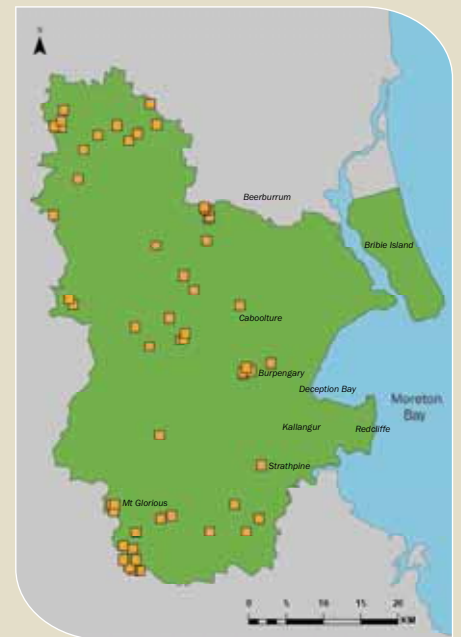 N
Beerburrum
Bribie Island
Caboolture
Burpengary
Deception Bay
Moreton
Bay
Kallangur
Redcliffe
Strathpine
Mt Glorious
0 5 10 15 20
KM